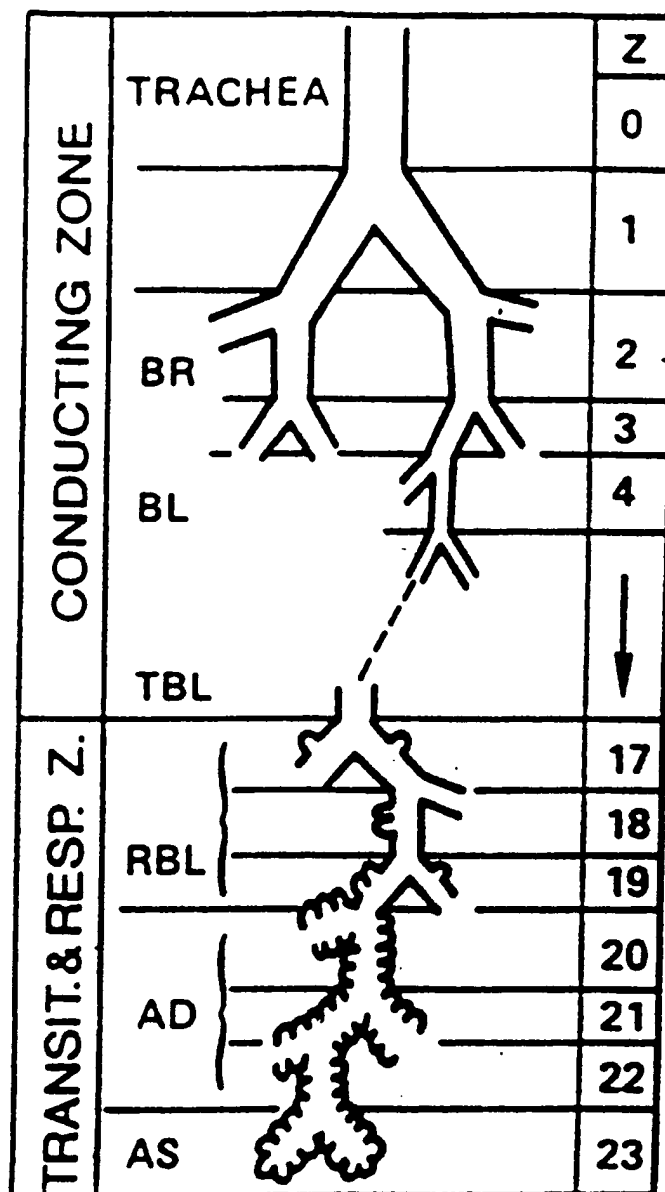 CONDUCTING ZONE
TRANSIT.& RESP. Z.
Z
TRACHEA
0
1
BR
2
3
BL
4
TBL
17
18
RBL
19
20
AD
21
22
AS
23